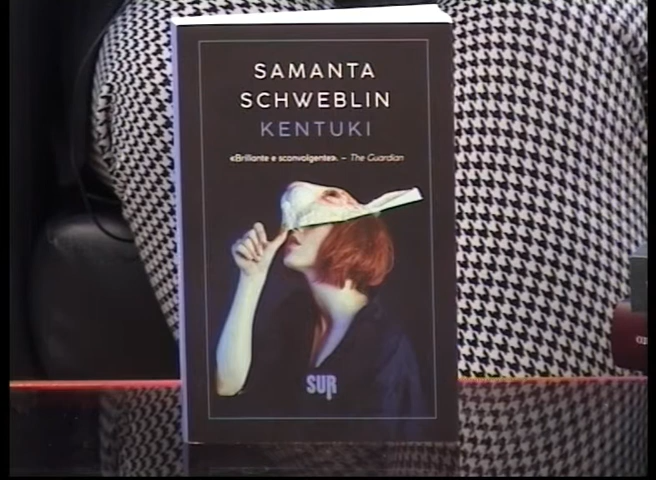 SAMANTA
SCHWEBLIN
KENTUKI
«Brillante e sconvolgente». – The Guardian
SUR